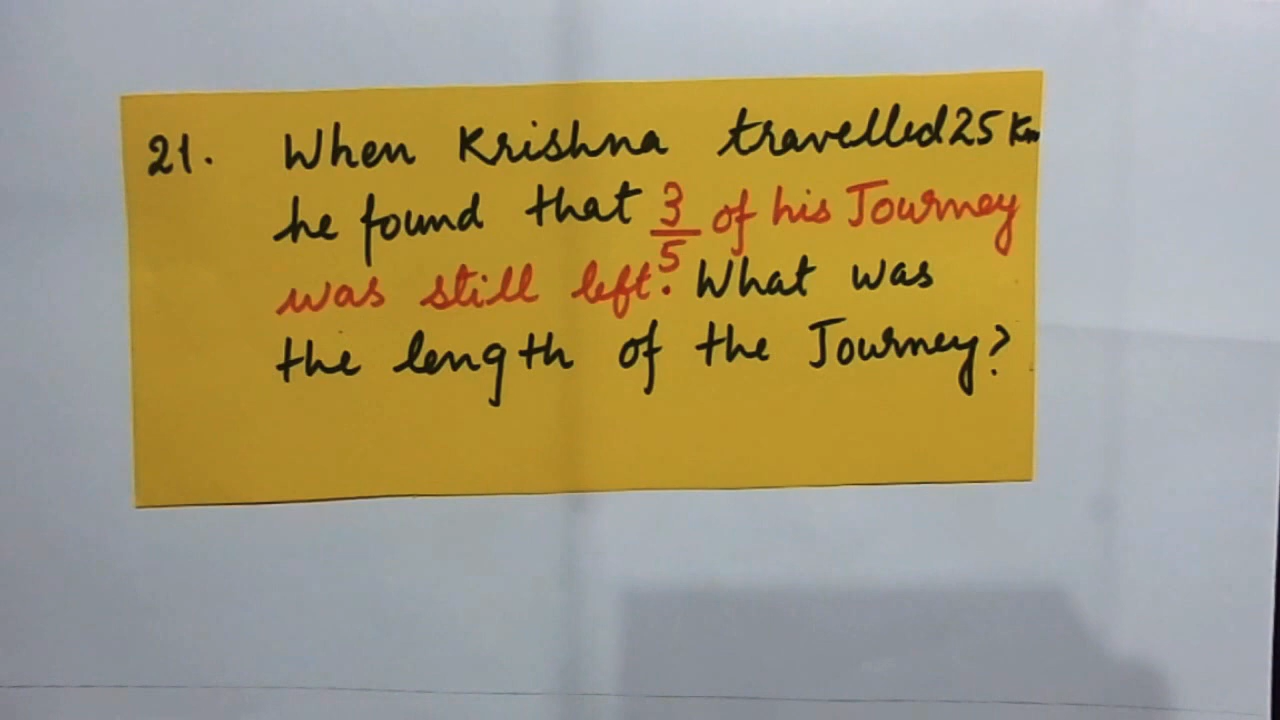 21. When Krishna travelled 25 Km
he found that 3/5 of his Journey
was still left. What was
the length of the Journey?